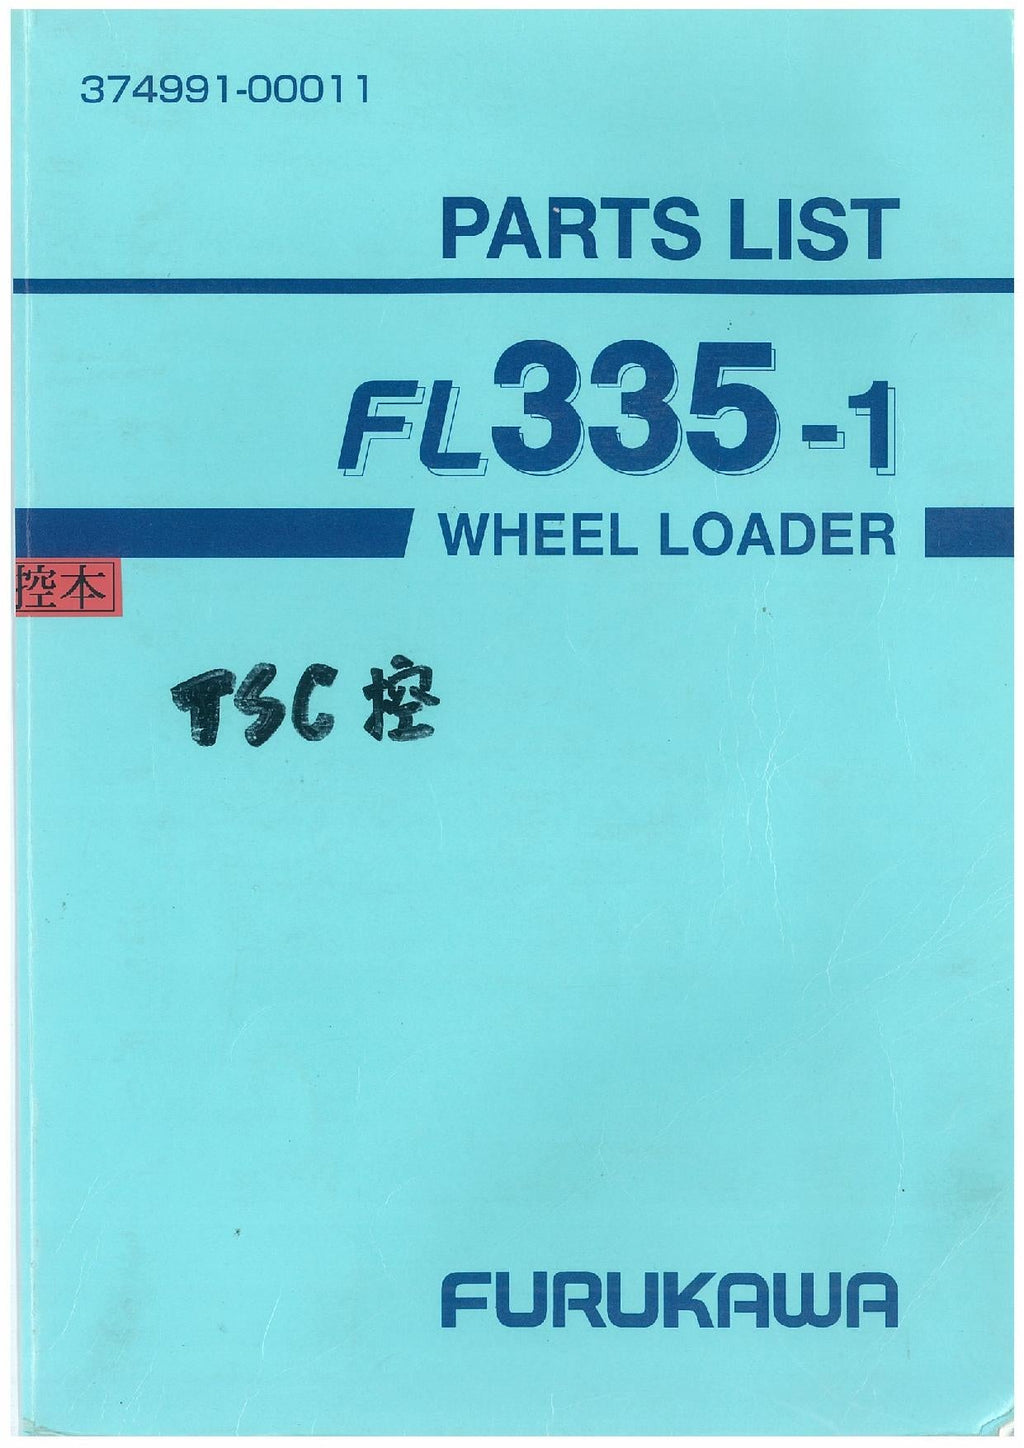 374991-00011
PARTS LIST
FL335-1
WHEEL LOADER
控本
TSC 控
FURUKAWA